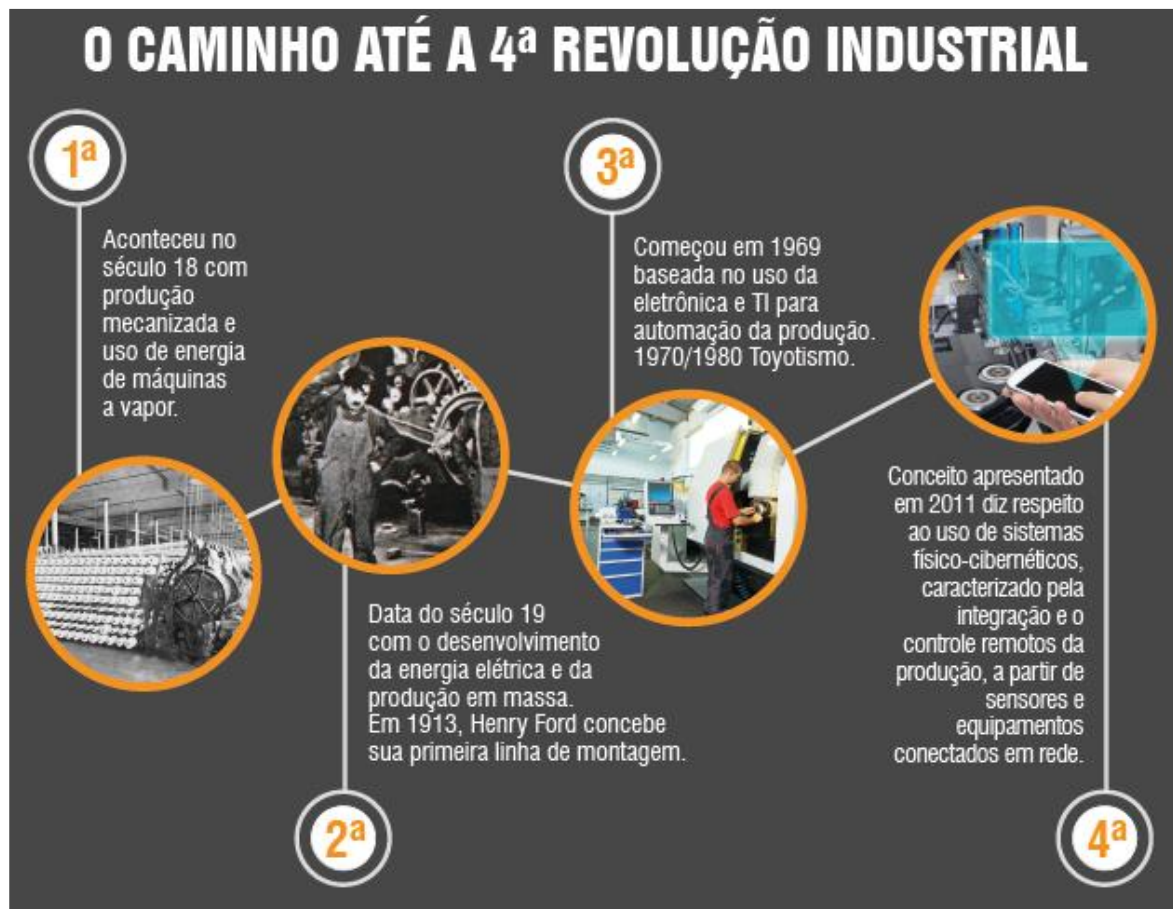 O CAMINHO ATÉ A 4ª REVOLUÇÃO INDUSTRIAL
1ª
Aconteceu no
século 18 com
produção
mecanizada e
uso de energia
de máquinas
a vapor.
2ª
Data do século 19
com o desenvolvimento
da energia elétrica e da
produção em massa.
Em 1913, Henry Ford concebe
sua primeira linha de montagem.
3ª
Começou em 1969
baseada no uso da
eletrônica e TI para
automação da produção.
1970/1980 Toyotismo.
4ª
Conceito apresentado
em 2011 diz respeito
ao uso de sistemas
físico-cibernéticos,
caracterizado pela
integração e o
controle remotos da
produção, a partir de
sensores e
equipamentos
conectados em rede.